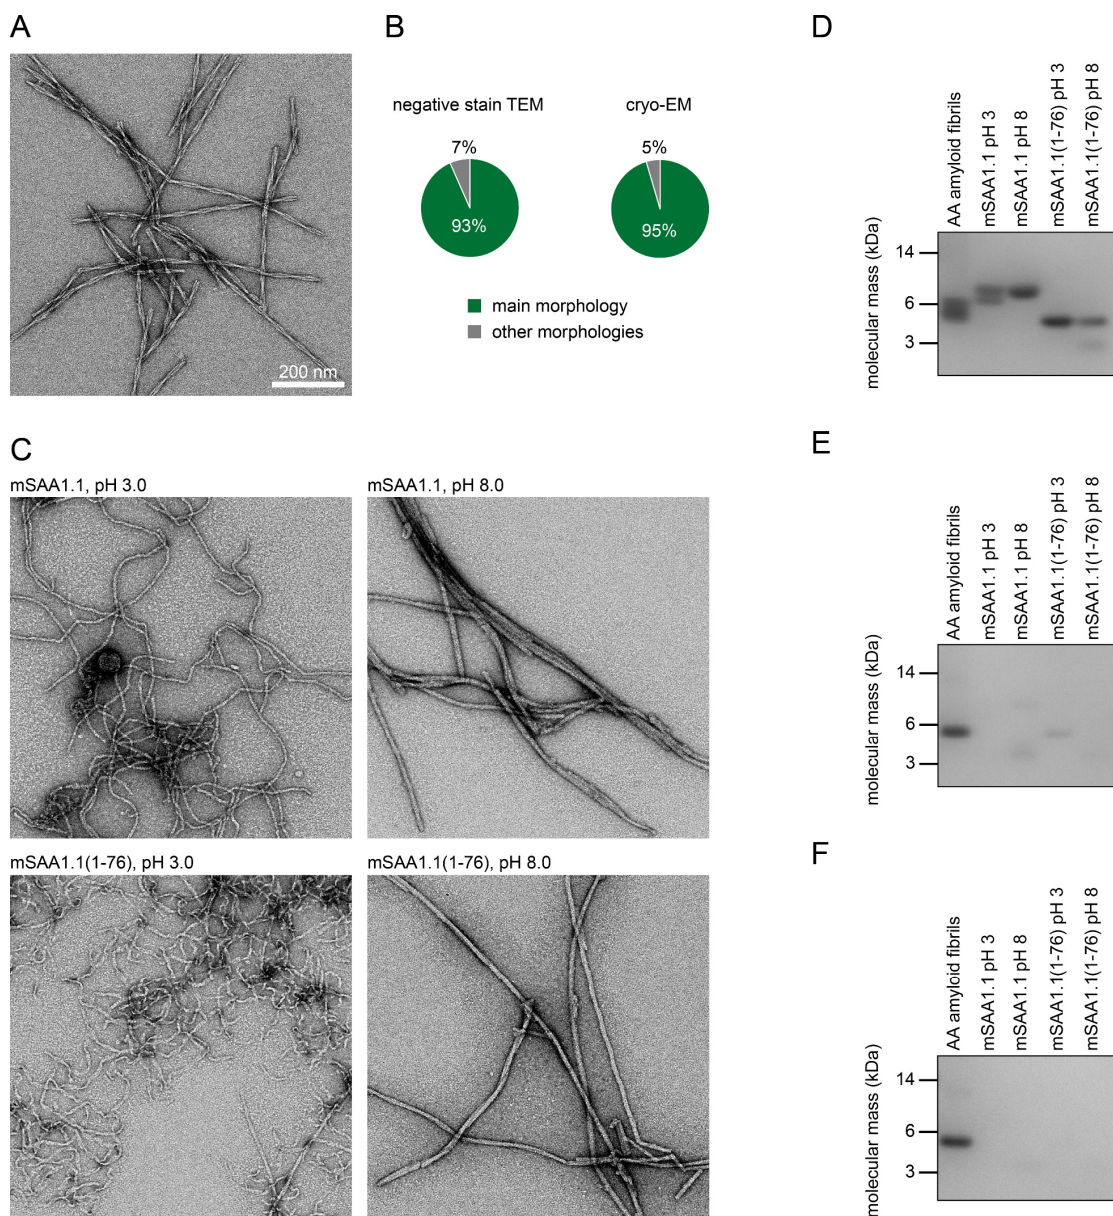 A
200 nm
B
negative stain TEM
cryo-EM
7%
93%
5%
95%
main morphology
other morphologies
C
mSAA1.1, pH 3.0
mSAA1.1, pH 8.0
mSAA1.1(1-76), pH 3.0
mSAA1.1(1-76), pH 8.0
D
AA amyloid fibrils
mSAA1.1 pH 3
mSAA1.1 pH 8
mSAA1.1(1-76) pH 3
mSAA1.1(1-76) pH 8
molecular mass (kDa)
14
6
3
E
AA amyloid fibrils
mSAA1.1 pH 3
mSAA1.1 pH 8
mSAA1.1(1-76) pH 3
mSAA1.1(1-76) pH 8
molecular mass (kDa)
14
6
3
F
AA amyloid fibrils
mSAA1.1 pH 3
mSAA1.1 pH 8
mSAA1.1(1-76) pH 3
mSAA1.1(1-76) pH 8
molecular mass (kDa)
14
6
3